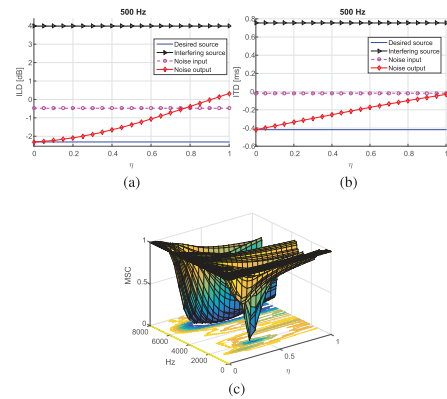 500 Hz
ILD [dB]
4
3
2
1
0
-1
-2
Desired source
Interfering source
Noise input
Noise output
0 0.2 0.4 0.6 0.8 1
η
(a)
500 Hz
ITD [ms]
0.8
0.6
0.4
0.2
0
-0.2
-0.4
-0.6
Desired source
Interfering source
Noise input
Noise output
0 0.2 0.4 0.6 0.8 1
η
(b)
MSC
1
0.5
0
8000
6000
4000
2000
0
Hz
0
0.5
1
η
(c)